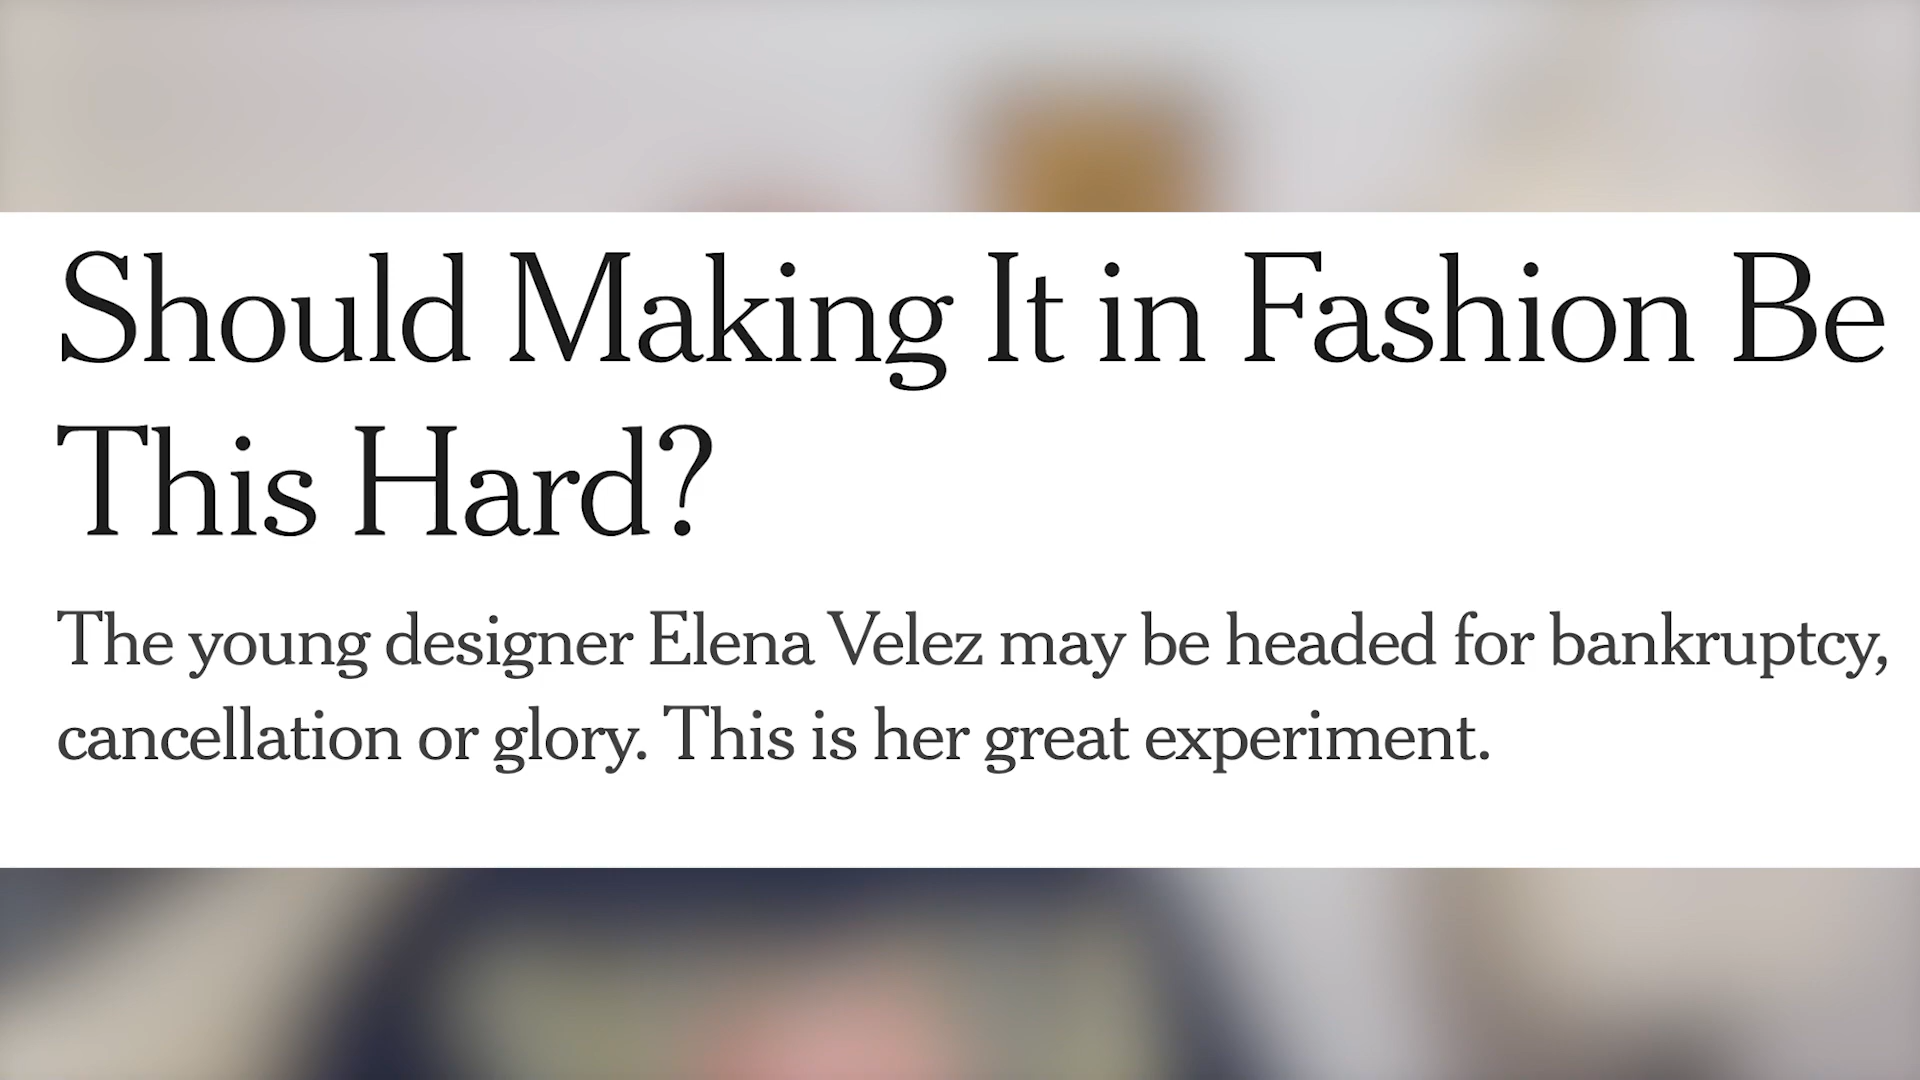 Should Making It in Fashion Be
This Hard?
The young designer Elena Velez may be headed for bankruptcy,
cancellation or glory. This is her great experiment.